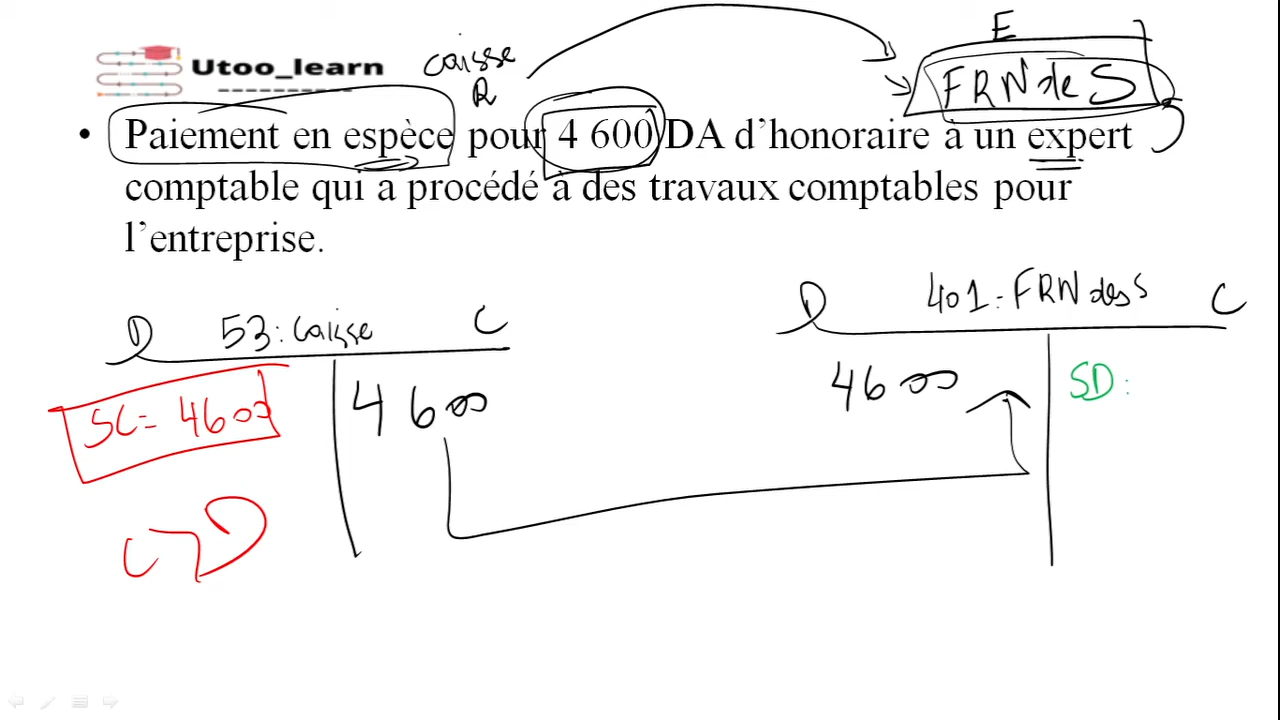 E
caisse
Utoo_learn
R
FRN de S
• Paiement en espèce pour 4 600 DA d’honoraire à un expert
comptable qui a procédé à des travaux comptables pour
l’entreprise.
D 53 : Caisse C
D 401 : FRN des S C
SC = 4600
4600
4600
SD :
C > D